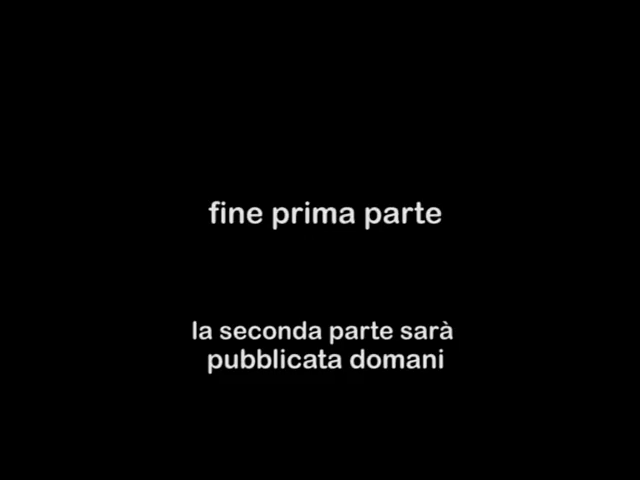 fine prima parte
la seconda parte sarà
pubblicata domani